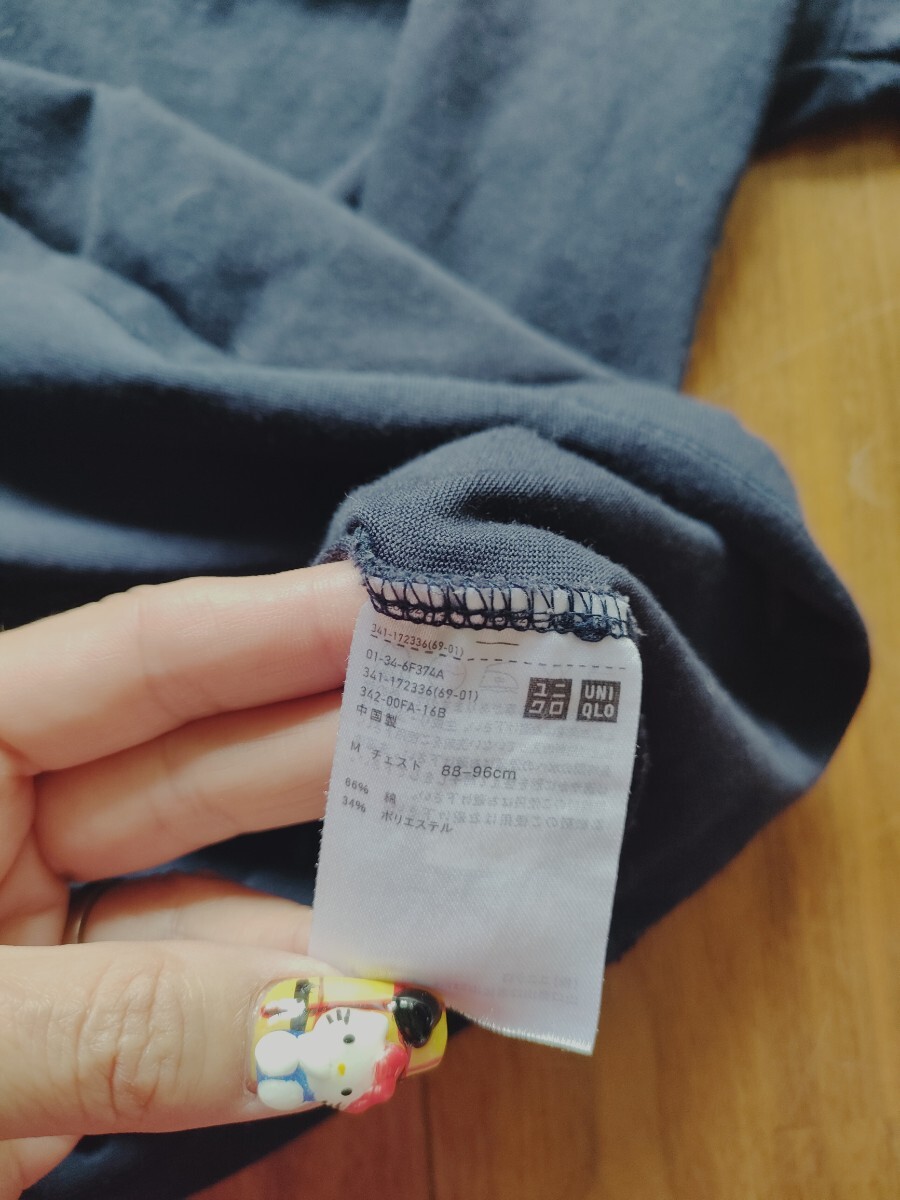 341-172336(69-01)
01-34-6F374A
341-172336(69-01)
342-00FA-16B
中国製
ユニ
クロ
UNI
QLO
M チェスト 88-96cm
66% 綿
34% ポリエステル